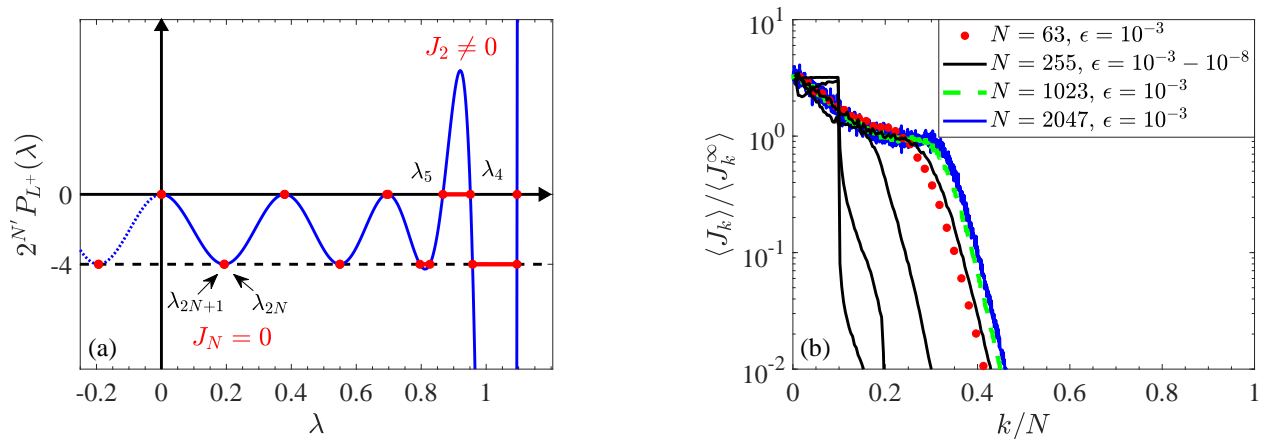 2^{N'} P_{L^+}(λ)
0
-4
J_2 ≠ 0
λ_5
λ_4
λ_{2N+1}
λ_{2N}
J_N = 0
(a)
-0.2 0 0.2 0.4 0.6 0.8 1
λ
⟨J_k⟩/⟨J_k^∞⟩
10^1
10^0
10^{-1}
10^{-2}
N = 63, ϵ = 10^{-3}
N = 255, ϵ = 10^{-3} − 10^{-8}
N = 1023, ϵ = 10^{-3}
N = 2047, ϵ = 10^{-3}
(b)
0 0.2 0.4 0.6 0.8 1
k/N